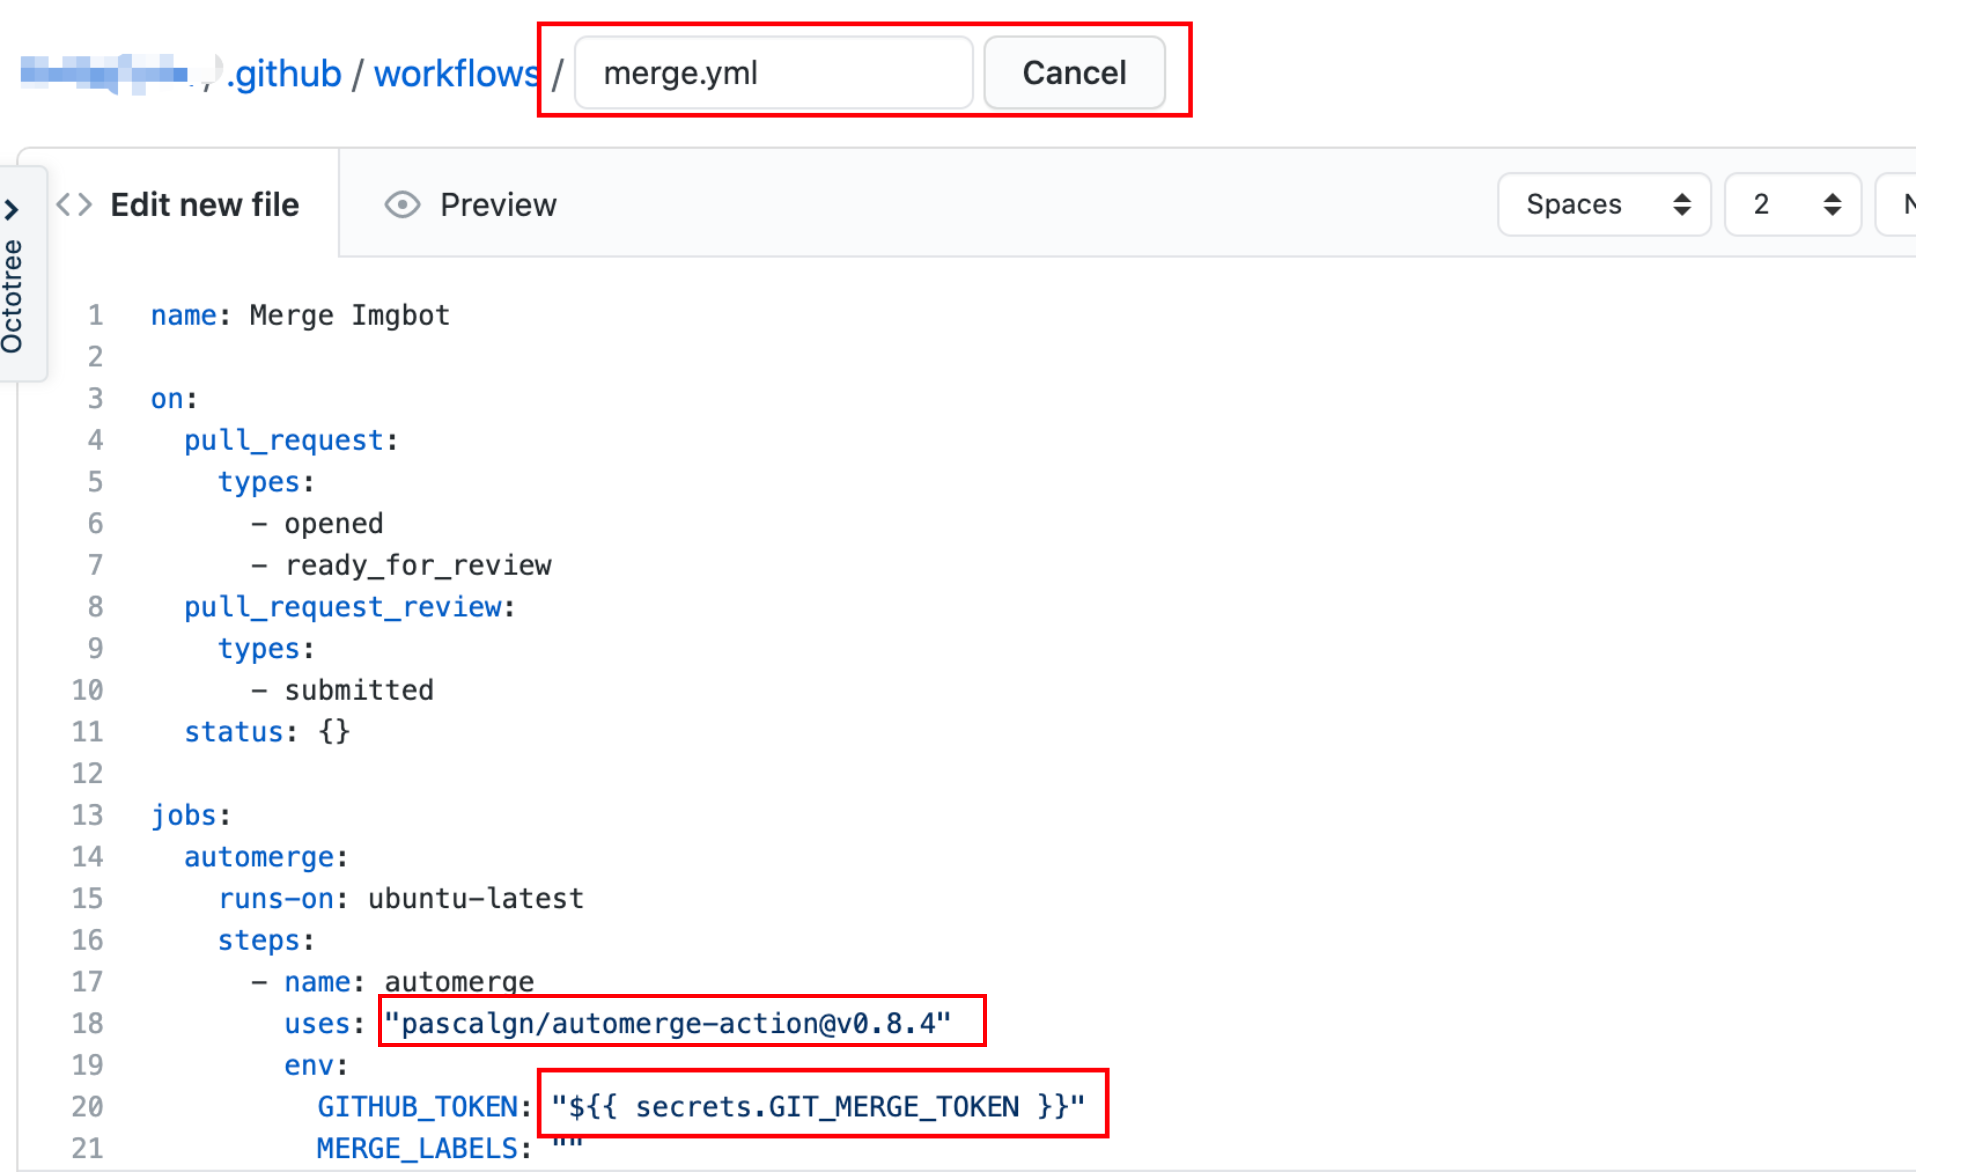 / .github / workflows / merge.yml Cancel
Octotree
Edit new file Preview Spaces 2
1 name: Merge Imgbot
2
3 on:
4 pull_request:
5 types:
6 - opened
7 - ready_for_review
8 pull_request_review:
9 types:
10 - submitted
11 status: {}
12
13 jobs:
14 automerge:
15 runs-on: ubuntu-latest
16 steps:
17 - name: automerge
18 uses: "pascalgn/automerge-action@v0.8.4"
19 env:
20 GITHUB_TOKEN: "${{ secrets.GIT_MERGE_TOKEN }}"
21 MERGE_LABELS: ""